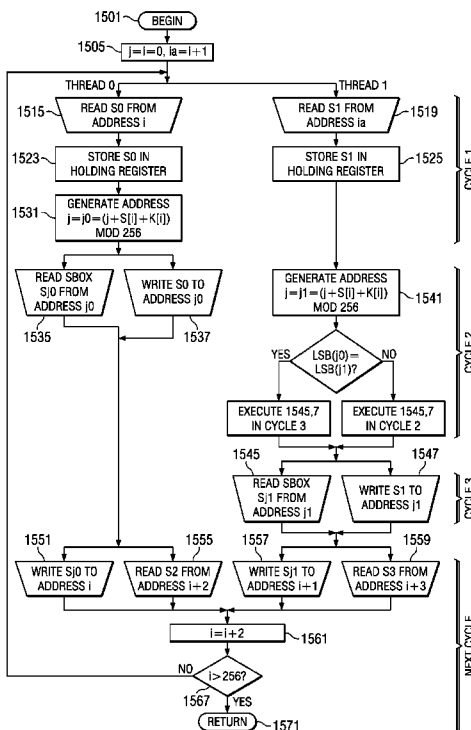 1501
BEGIN
1505
j=i=0, ia=i+1
THREAD 0
THREAD 1
1515
READ S0 FROM
ADDRESS i
READ S1 FROM
ADDRESS ia
1519
1523
STORE S0 IN
HOLDING REGISTER
STORE S1 IN
HOLDING REGISTER
1525
CYCLE 1
1531
GENERATE ADDRESS
j=j0=(j+S[i]+K[i])
MOD 256
READ SBOX
Sj0 FROM
ADDRESS j0
1535
WRITE S0 TO
ADDRESS j0
1537
GENERATE ADDRESS
j=j1=(j+S[i]+K[i])
MOD 256
1541
YES
LSB(j0)=
LSB(j1)?
NO
EXECUTE 1545,7
IN CYCLE 3
EXECUTE 1545,7
IN CYCLE 2
CYCLE 2
1545
READ SBOX
Sj1 FROM
ADDRESS j1
1547
WRITE S1 TO
ADDRESS j1
CYCLE 3
1551
WRITE Sj0 TO
ADDRESS i
1555
READ S2 FROM
ADDRESS i+2
1557
WRITE Sj1 TO
ADDRESS i+1
1559
READ S3 FROM
ADDRESS i+3
i=i+2
1561
NO
i>256?
1567
YES
RETURN
1571
NEXT CYCLE